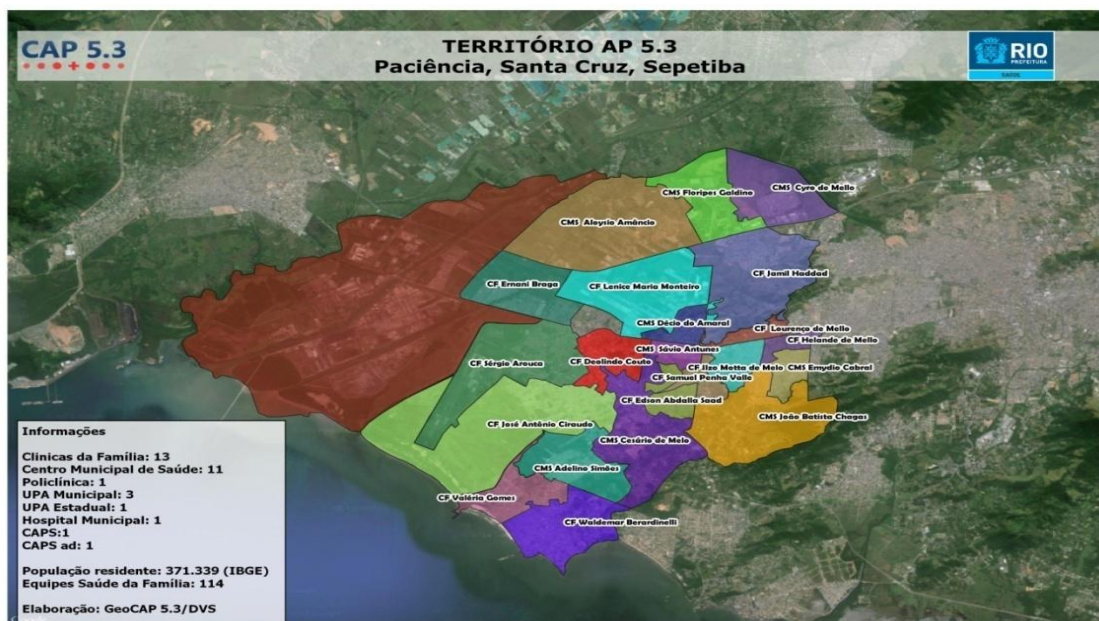 CAP 5.3
TERRITÓRIO AP 5.3
Paciência, Santa Cruz, Sepetiba
RIO
PREFEITURA
SAÚDE
CMS Floripes Galdino
CMS Cyro de Mello
CMS Aloysio Amâncio
CF Jamil Haddad
CF Ernani Braga
CF Lenice Maria Monteiro
CMS Décio do Amaral
CF Lourenço de Mello
CF Helande de Mello
CMS Sávio Antunes
CF Sérgio Arouca
CF Deolindo Couto
CF Ilzo Motta de Melo
CMS Emydio Cabral
CF Samuel Penha Valle
CF Edson Abdalla Saad
CMS João Batista Chagas
CF José Antônio Ciraudo
CMS Cesário de Melo
CMS Adelino Simões
CF Valéria Gomes
CF Waldemar Berardinelli
Informações
Clinicas da Família: 13
Centro Municipal de Saúde: 11
Policlínica: 1
UPA Municipal: 3
UPA Estadual: 1
Hospital Municipal: 1
CAPS:1
CAPS ad: 1
População residente: 371.339 (IBGE)
Equipes Saúde da Família: 114
Elaboração: GeoCAP 5.3/DVS